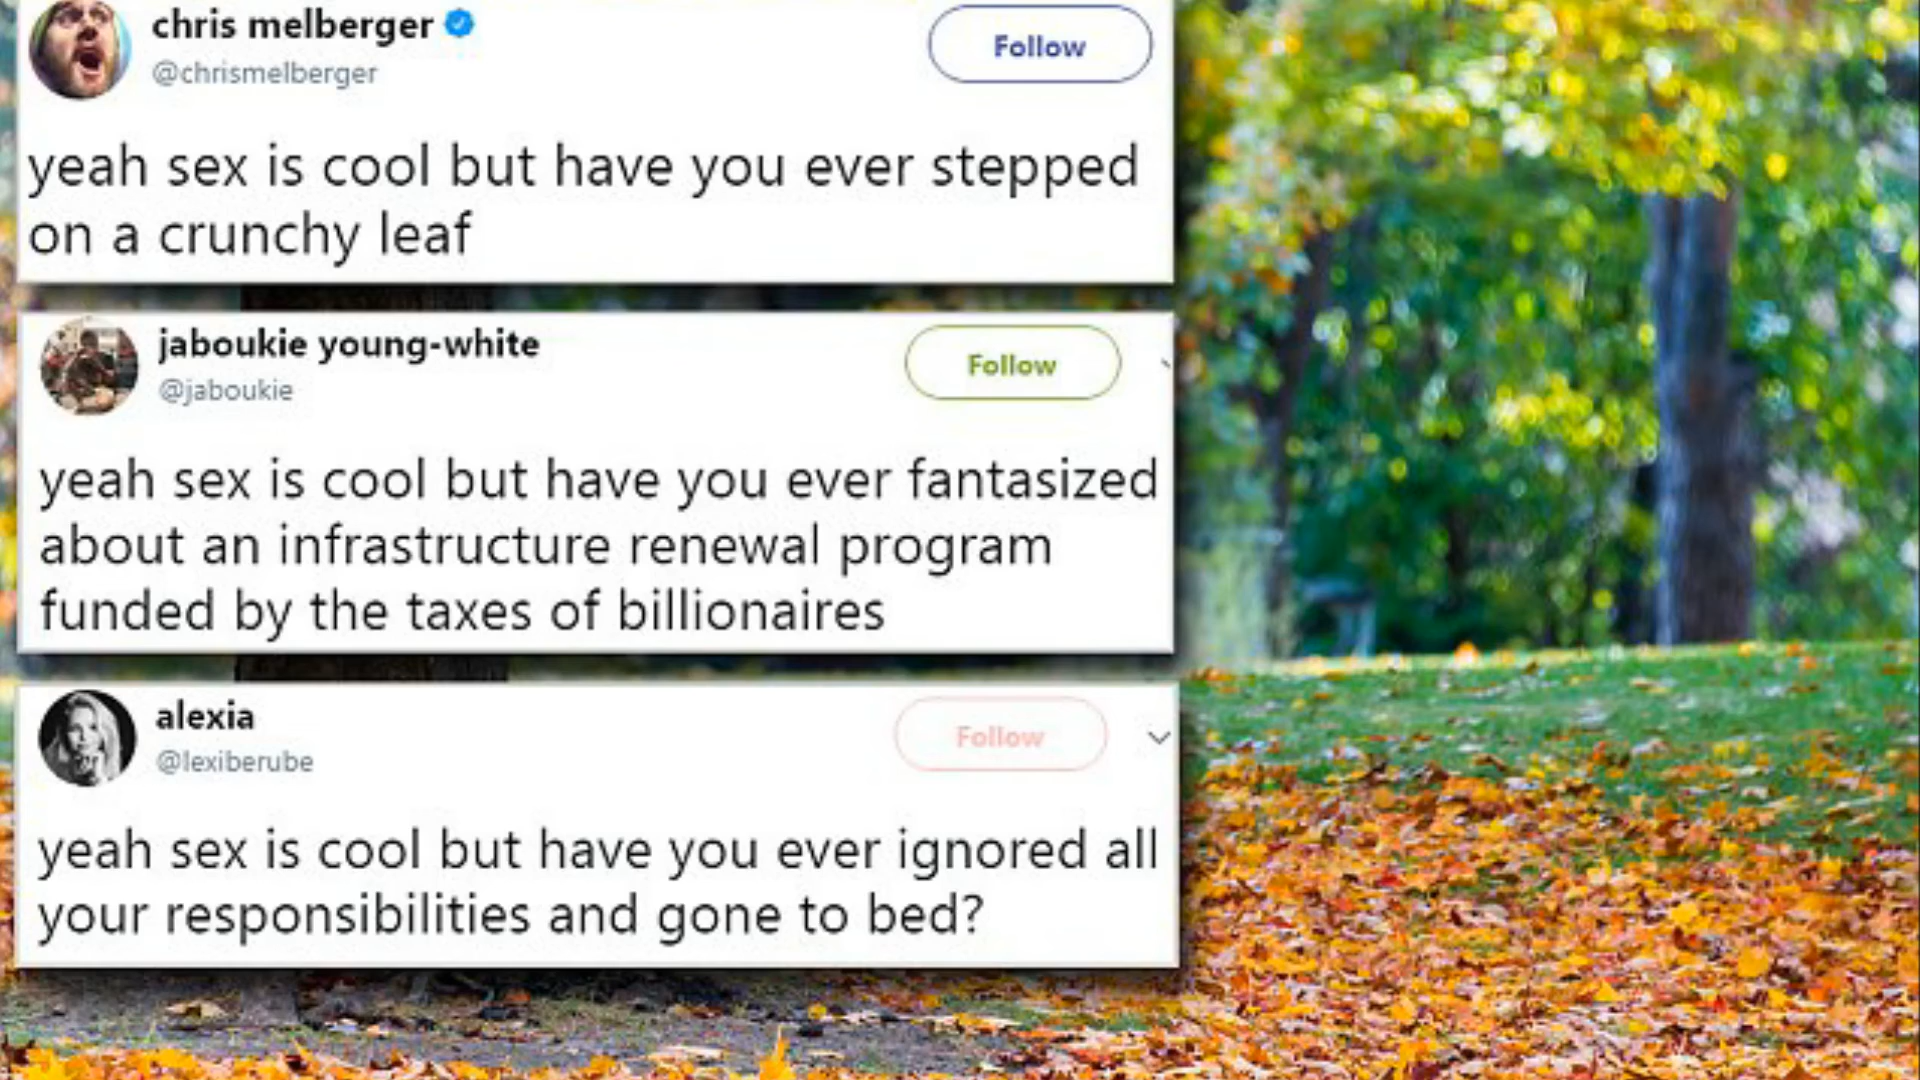 chris melberger
@chrismelberger
Follow
yeah sex is cool but have you ever stepped
on a crunchy leaf
jaboukie young-white
@jaboukie
Follow
yeah sex is cool but have you ever fantasized
about an infrastructure renewal program
funded by the taxes of billionaires
alexia
@lexiberube
Follow
yeah sex is cool but have you ever ignored all
your responsibilities and gone to bed?